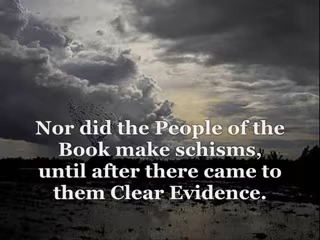 Nor did the People of the
Book make schisms,
until after there came to
them Clear Evidence.